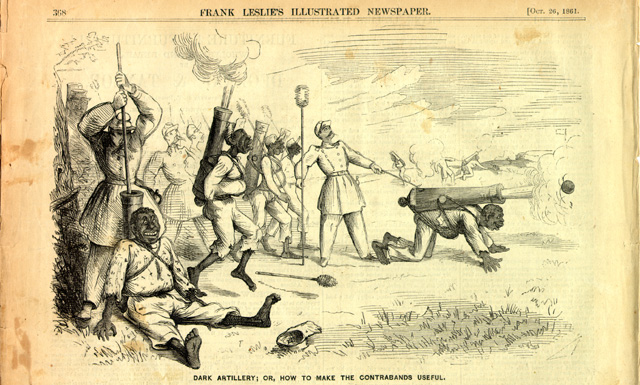 368 FRANK LESLIE'S ILLUSTRATED NEWSPAPER. [Oct. 26, 1861.
DARK ARTILLERY; OR, HOW TO MAKE THE CONTRABANDS USEFUL.